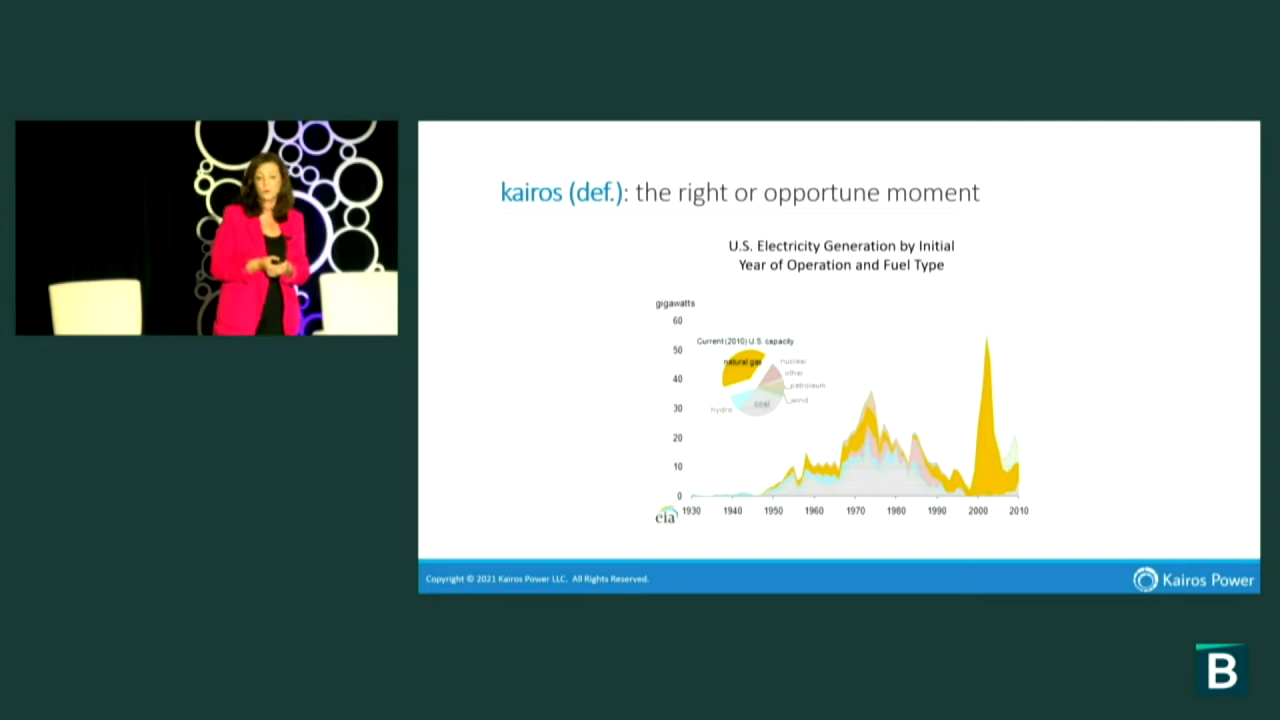 kairos (def.): the right or opportune moment
U.S. Electricity Generation by Initial
Year of Operation and Fuel Type
gigawatts
60
50
40
30
20
10
0
Current (2010) U.S. capacity
natural gas
nuclear
other
petroleum
wind
coal
hydro
eia
1930 1940 1950 1960 1970 1980 1990 2000 2010
Copyright © 2021 Kairos Power LLC. All Rights Reserved.
Kairos Power
B